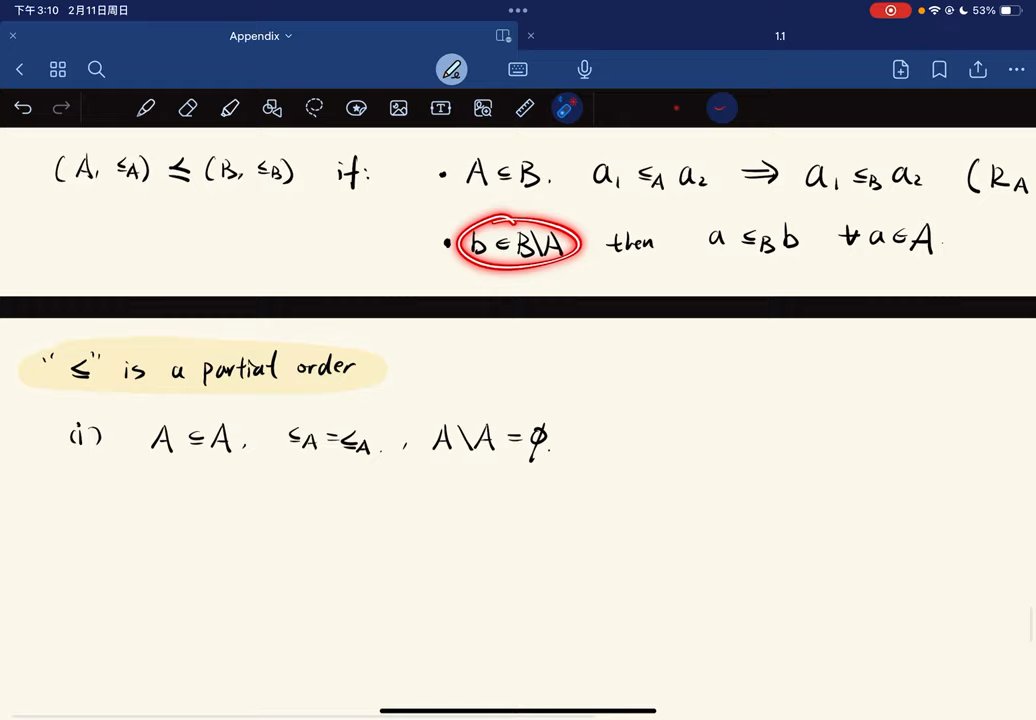 下午3:10 2月11日周日 53%
Appendix 1.1
(A, ≤A) ≤ (B, ≤B) if: • A ⊆ B. a₁ ≤A a₂ ⟹ a₁ ≤B a₂ (RA
• b ∈ B\A then a ≤B b ∀ a ∈ A.
"≤" is a partial order
(i) A ⊆ A, ≤A = ≤A., A\A = ∅.